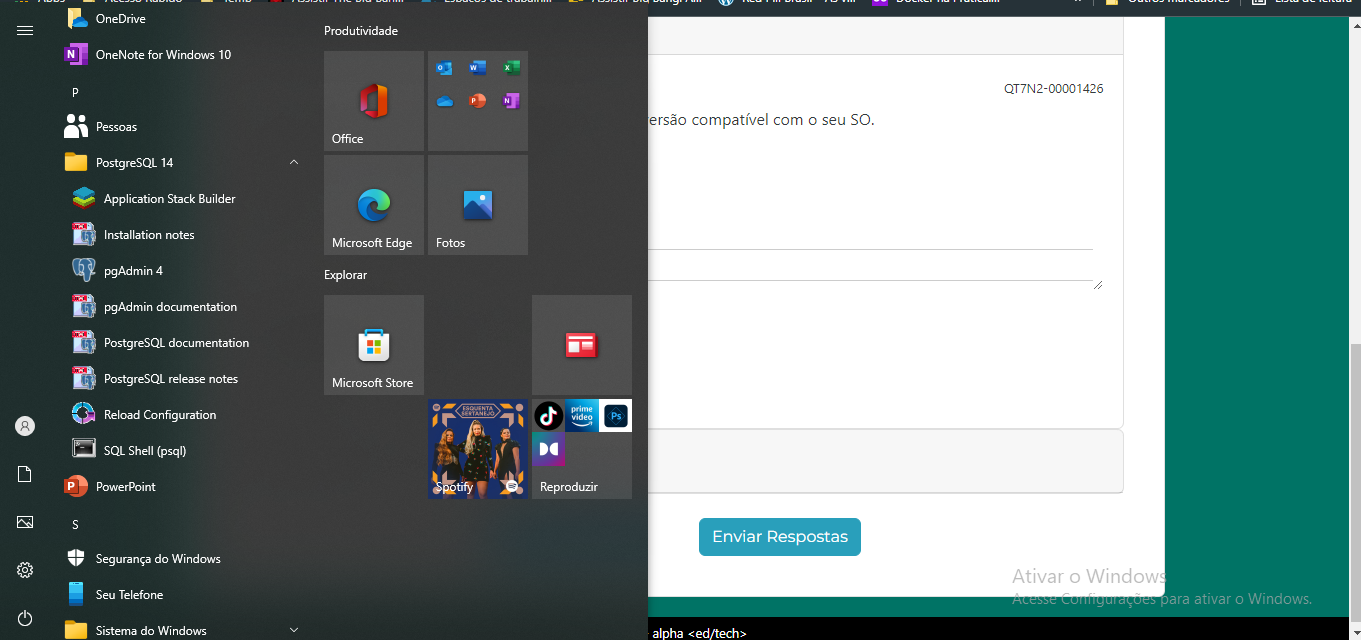 OneDrive
OneNote for Windows 10
P
Pessoas
PostgreSQL 14
Application Stack Builder
Installation notes
pgAdmin 4
pgAdmin documentation
PostgreSQL documentation
PostgreSQL release notes
Reload Configuration
SQL Shell (psql)
PowerPoint
S
Segurança do Windows
Seu Telefone
Sistema do Windows
Produtividade
Office
Microsoft Edge
Fotos
Explorar
Microsoft Store
ESQUENTA
SERTANEJO
Spotify
prime
video
Ps
Reproduzir
QT7N2-00001426
ersão compatível com o seu SO.
Enviar Respostas
Ativar o Windows
Acesse Configurações para ativar o Windows.
alpha <ed/tech>